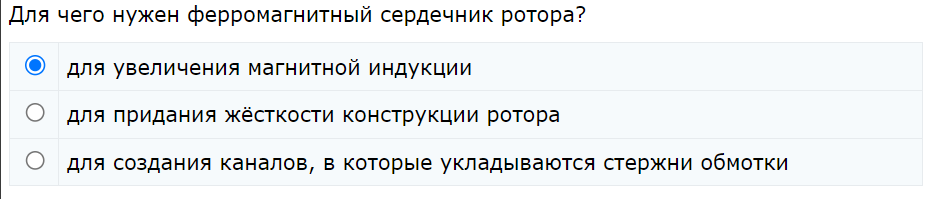 Для чего нужен ферромагнитный сердечник ротора?
для увеличения магнитной индукции
для придания жёсткости конструкции ротора
для создания каналов, в которые укладываются стержни обмотки